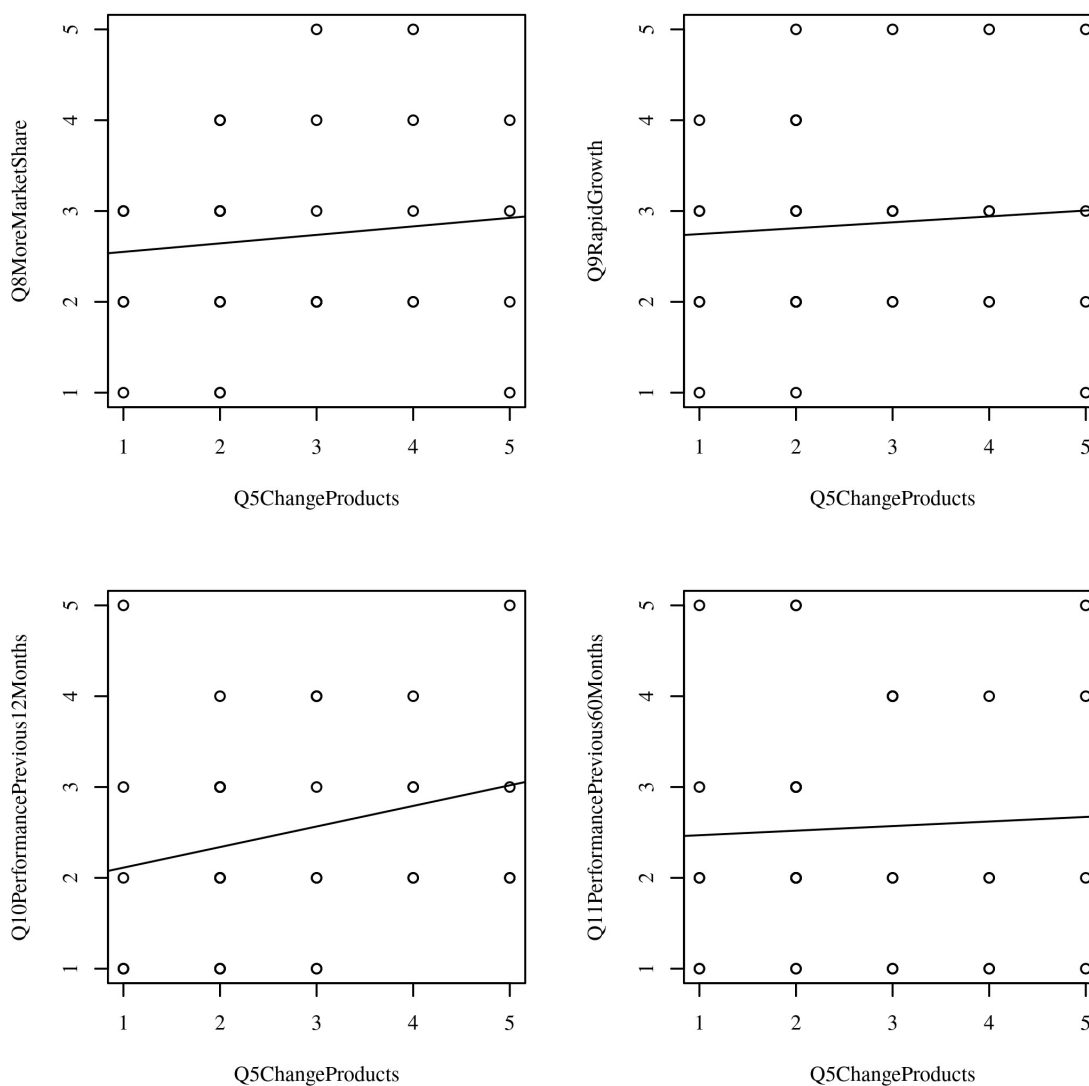 Q8MoreMarketShare
5
4
3
2
1
1 2 3 4 5
Q5ChangeProducts
Q9RapidGrowth
5
4
3
2
1
1 2 3 4 5
Q5ChangeProducts
Q10PerformancePrevious12Months
5
4
3
2
1
1 2 3 4 5
Q5ChangeProducts
Q11PerformancePrevious60Months
5
4
3
2
1
1 2 3 4 5
Q5ChangeProducts